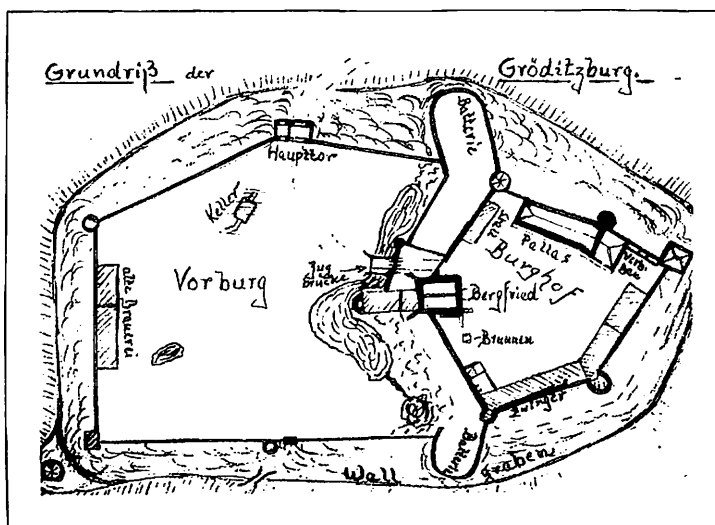 Grundriß der Gröditzburg.
Batterie
Haupttor
Keller
Pallas
Burghof
Vorburg
Zug
Brücke
alte Brauerei
Bergfried
Brunnen
Zwinger
Batterie
Graben
Wall